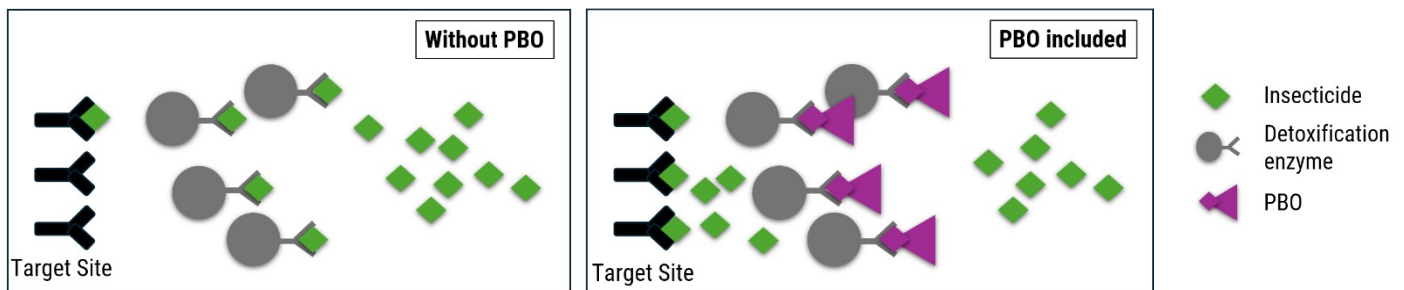 Without PBO
Target Site
PBO included
Target Site
Insecticide
Detoxification
enzyme
PBO